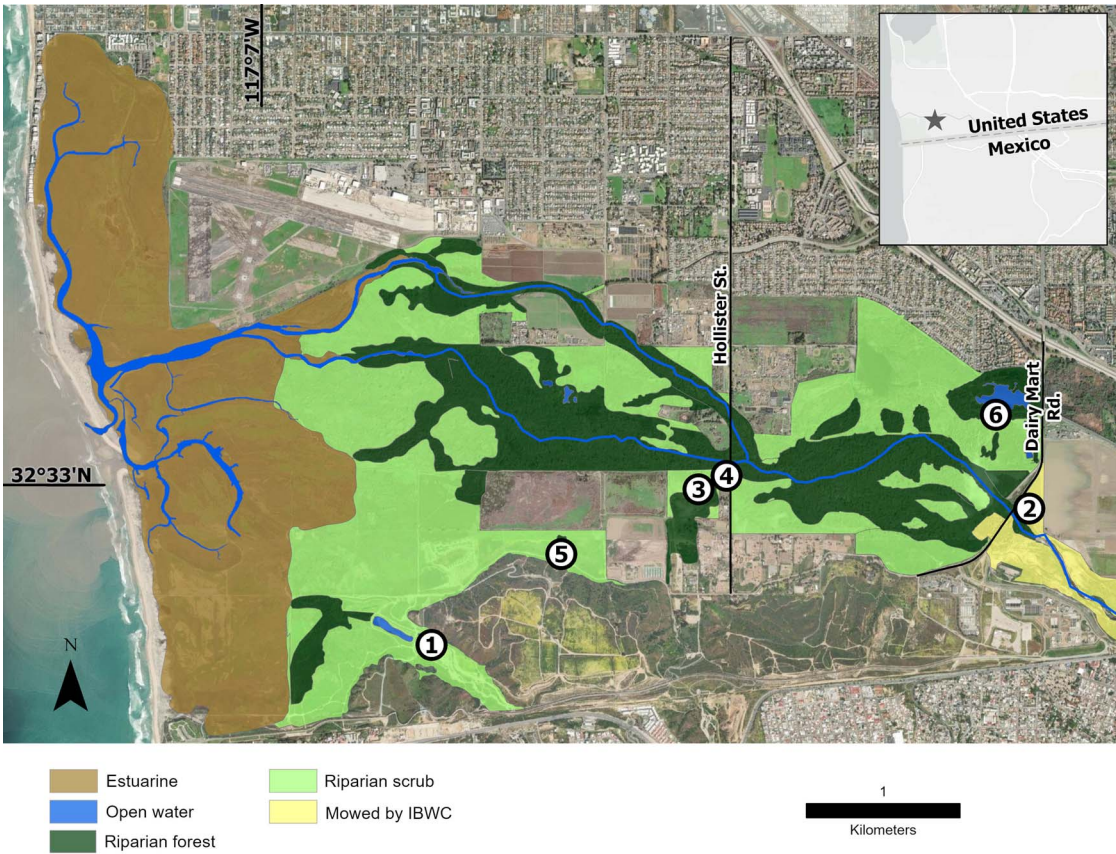 117°7'W
United States
Mexico
Hollister St.
Dairy Mart
Rd.
32°33'N
6
3
4
2
5
1
N
Estuarine
Open water
Riparian forest
Riparian scrub
Mowed by IBWC
1
Kilometers